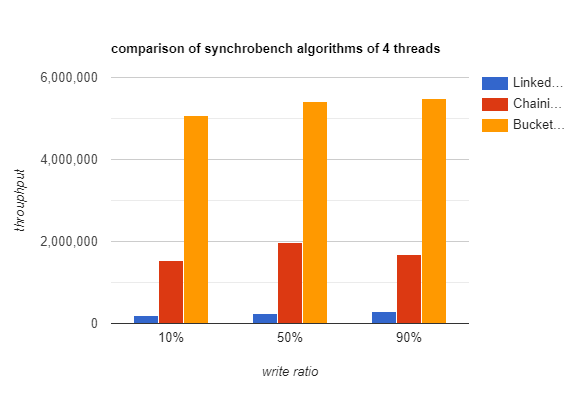 comparison of synchrobench algorithms of 4 threads
6,000,000
4,000,000
2,000,000
0
throuphput
10%
50%
90%
write ratio
Linked...
Chaini...
Bucket...